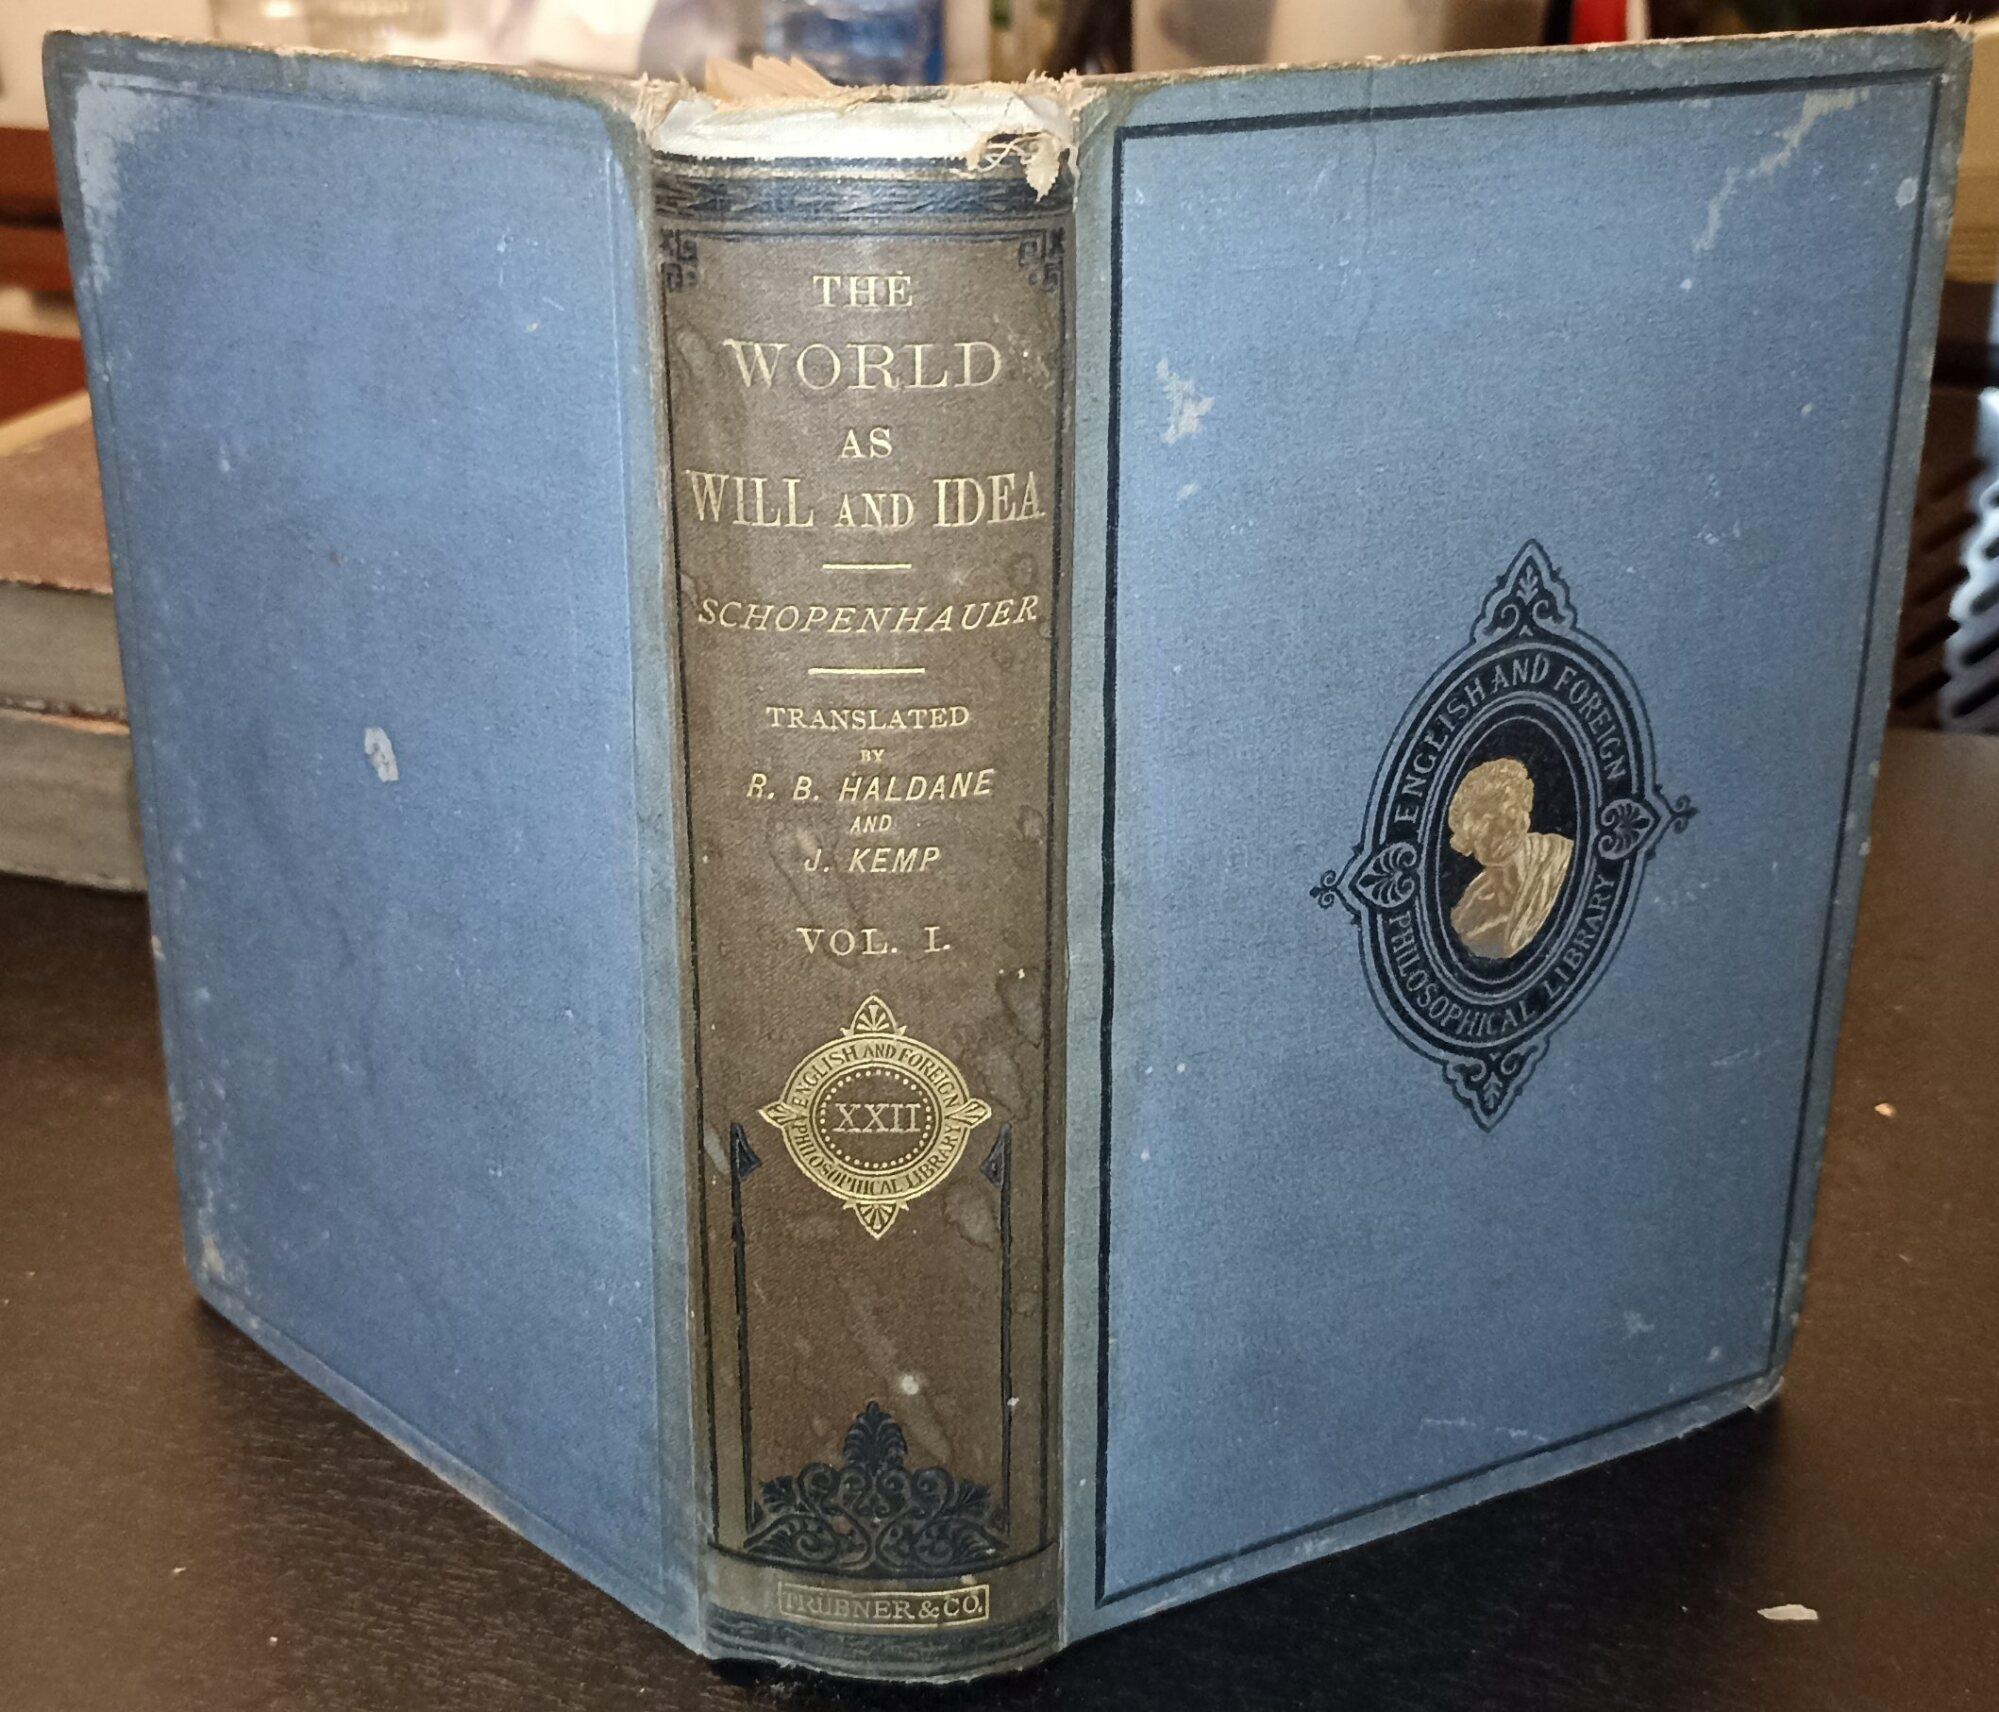 THE
WORLD
AS
WILL AND IDEA
SCHOPENHAUER
TRANSLATED
BY
R. B. HALDANE
AND
J. KEMP
VOL. I.
ENGLISH AND FOREIGN
XXII
PHILOSOPHICAL LIBRARY
TRÜBNER & CO.
ENGLISH AND FOREIGN
PHILOSOPHICAL LIBRARY